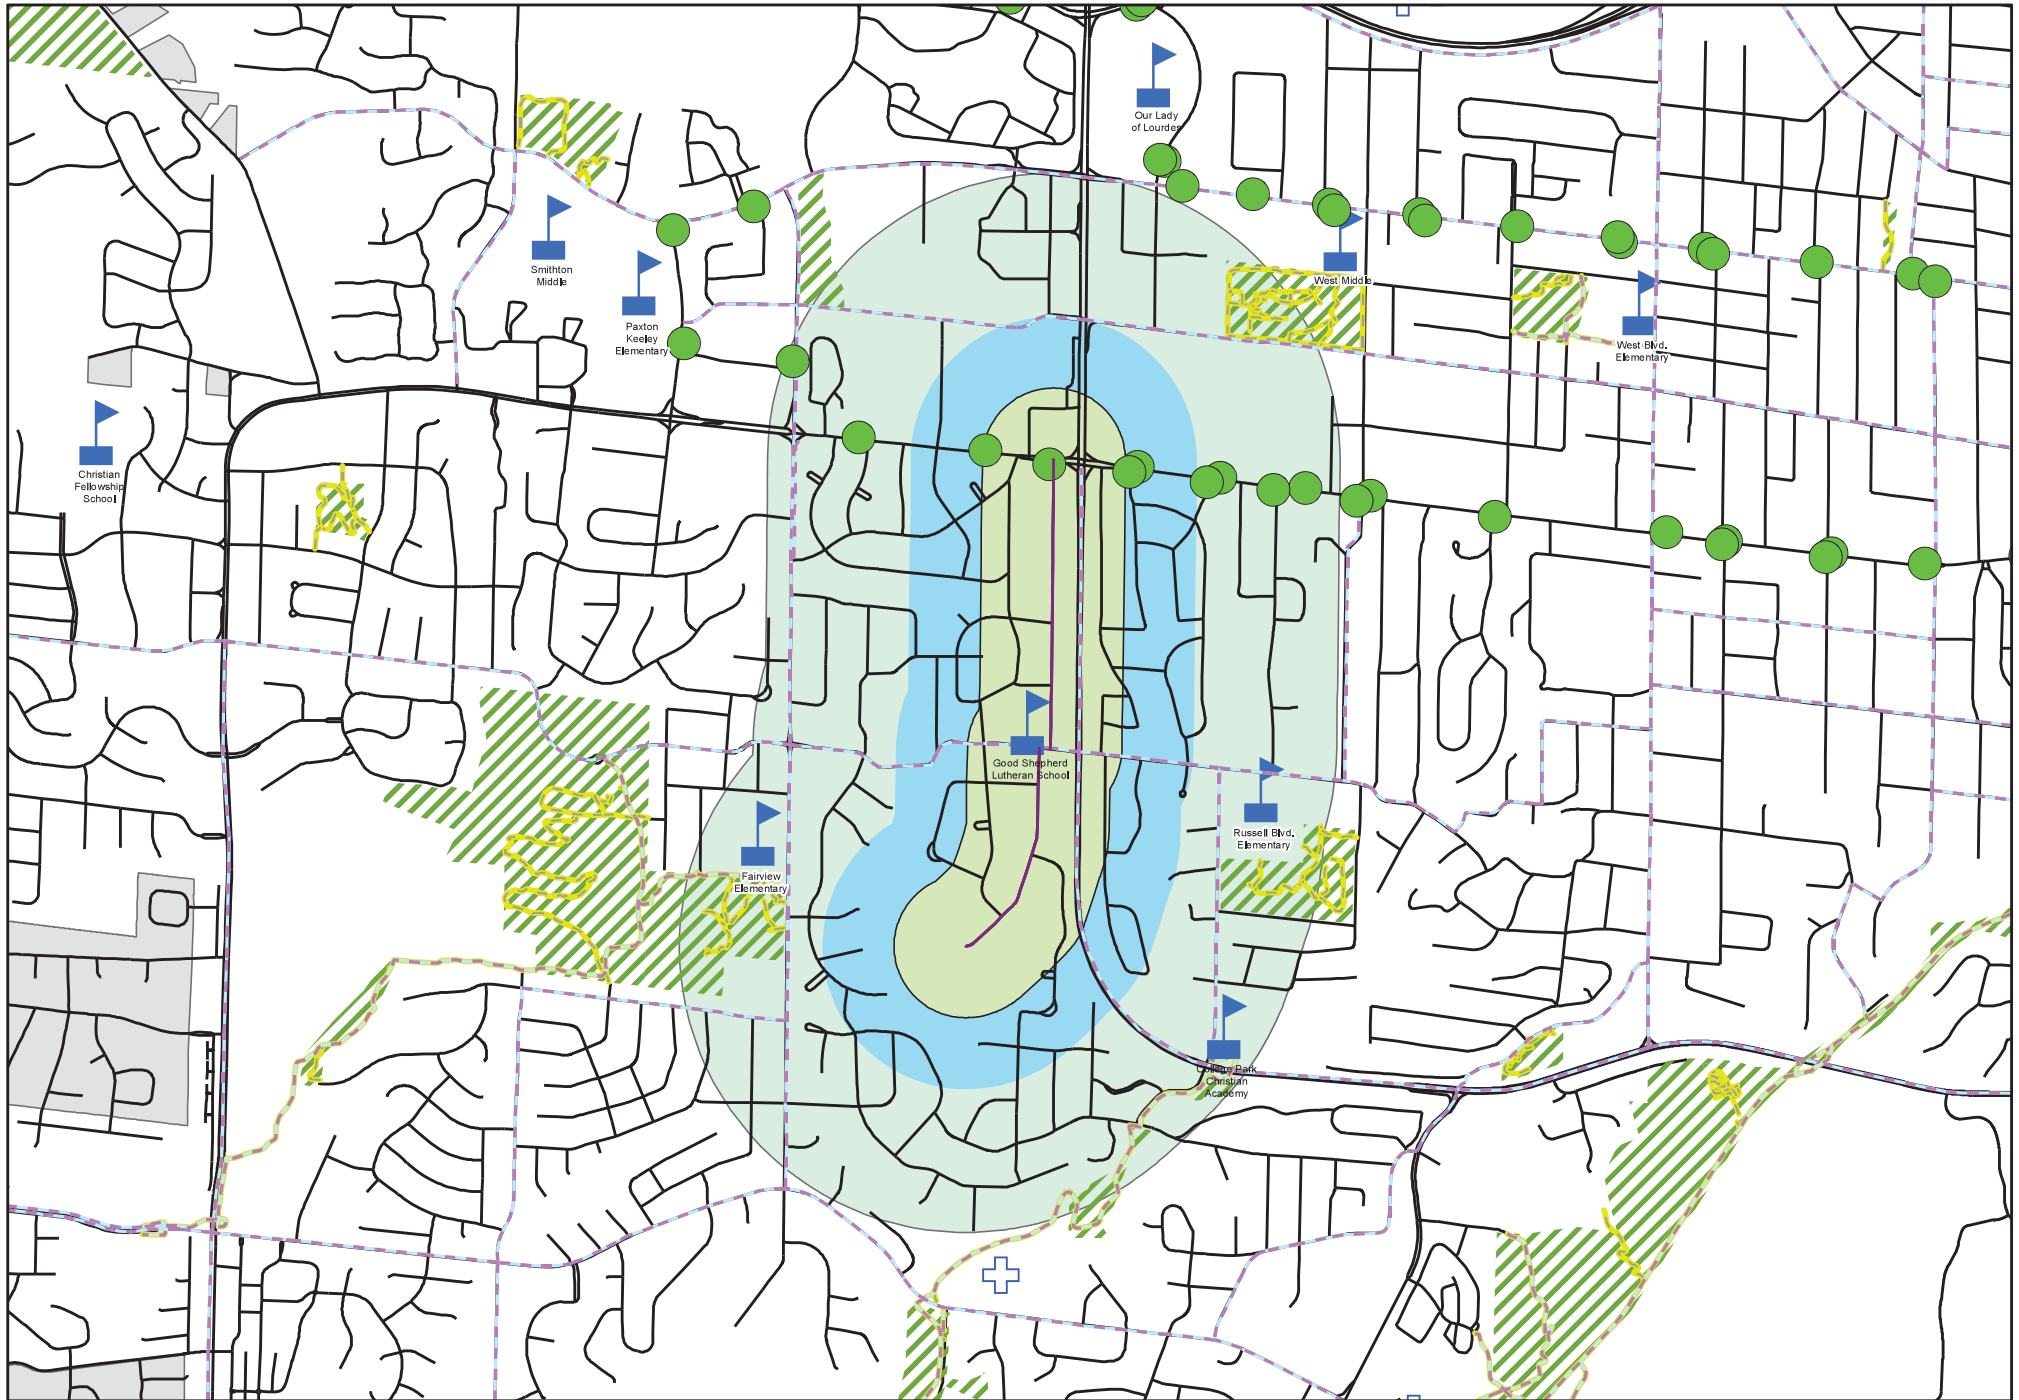 Our Lady
of Lourdes
Smithton
Middle
West Middle
Paxton
Keeley
Elementary
West Blvd.
Elementary
Christian
Fellowship
School
Good Shepherd
Lutheran School
Russell Blvd.
Elementary
Fairview
Elementary
College Park
Christian
Academy